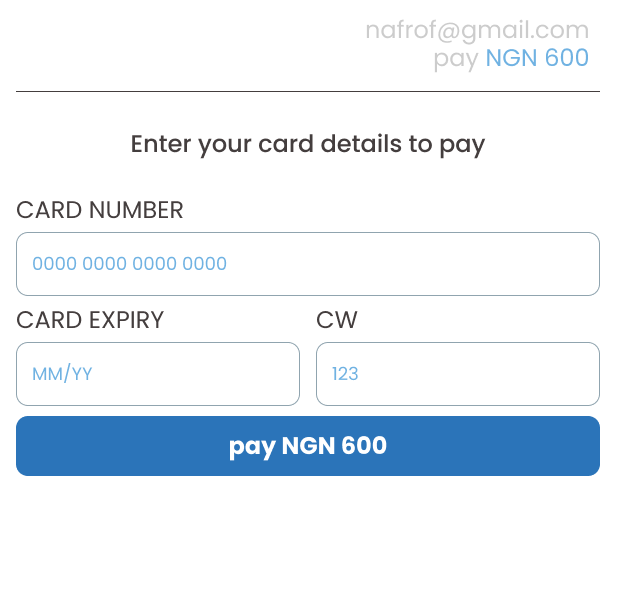 nafrof@gmail.com
pay NGN 600
Enter your card details to pay
CARD NUMBER
0000 0000 0000 0000
CARD EXPIRY
CW
MM/YY
123
pay NGN 600